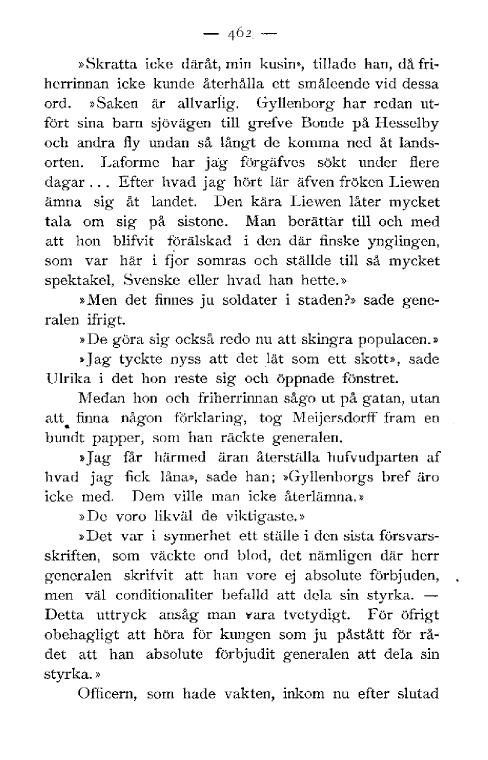 — 462 —
»Skratta icke däråt, min kusin», tillade han, då fri-
herrinnan icke kunde återhålla ett småleende vid dessa
ord. »Saken är allvarlig. Gyllenborg har redan ut-
fört sina barn sjövägen till grefve Bonde på Hesselby
och andra fly undan så långt de komma ned åt lands-
orten. Laforme har jag förgäfves sökt under flere
dagar . . . Efter hvad jag hört lär äfven fröken Liewen
ämna sig åt landet. Den kära Liewen låter mycket
tala om sig på sistone. Man berättar till och med
att hon blifvit förälskad i den där finske ynglingen,
som var här i fjor somras och ställde till så mycket
spektakel, Svenske eller hvad han hette.»
»Men det finnes ju soldater i staden?» sade gene-
ralen ifrigt.
»De göra sig också redo nu att skingra populacen.»
»Jag tyckte nyss att det lät som ett skott», sade
Ulrika i det hon reste sig och öppnade fönstret.
Medan hon och friherrinnan sågo ut på gatan, utan
att finna någon förklaring, tog Meijersdorff fram en
bundt papper, som han räckte generalen.
»Jag får härmed äran återställa hufvudparten af
hvad jag fick låna», sade han; »Gyllenborgs bref äro
icke med. Dem ville man icke återlämna.»
»De voro likväl de viktigaste.»
»Det var i synnerhet ett ställe i den sista försvars-
skriften, som väckte ond blod, det nämligen där herr
generalen skrifvit att han vore ej absolute förbjuden,
men väl conditionaliter befalld att dela sin styrka. —
Detta uttryck ansåg man vara tvetydigt. För öfrigt
obehagligt att höra för kungen som ju påstått för rå-
det att han absolute förbjudit generalen att dela sin
styrka.»
Officern, som hade vakten, inkom nu efter slutad